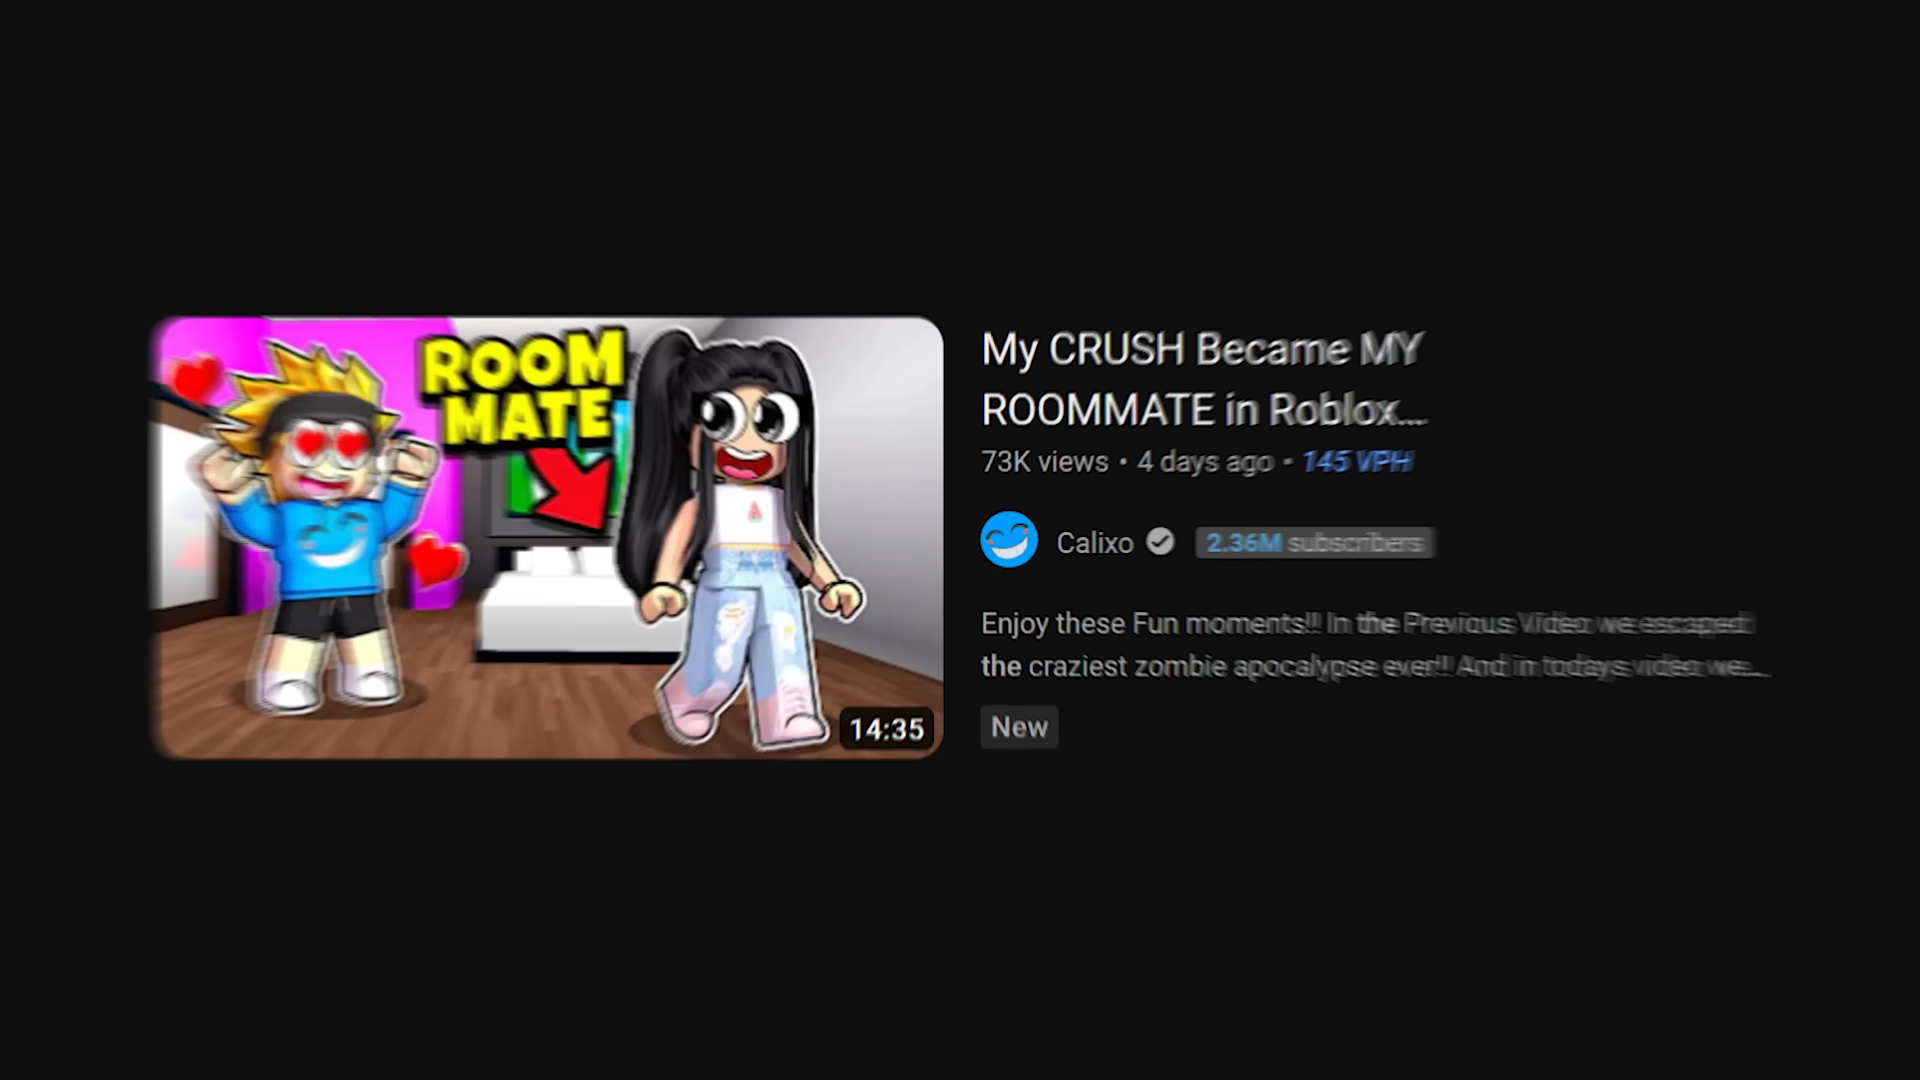 ROOM
MATE
14:35
My CRUSH Became MY
ROOMMATE in Roblox...
73K views • 4 days ago • 145 VPH
Calixo
2.36M subscribers
Enjoy these Fun moments!! In the Previous Video we escaped
the craziest zombie apocalypse ever!! And in todays video we...
New